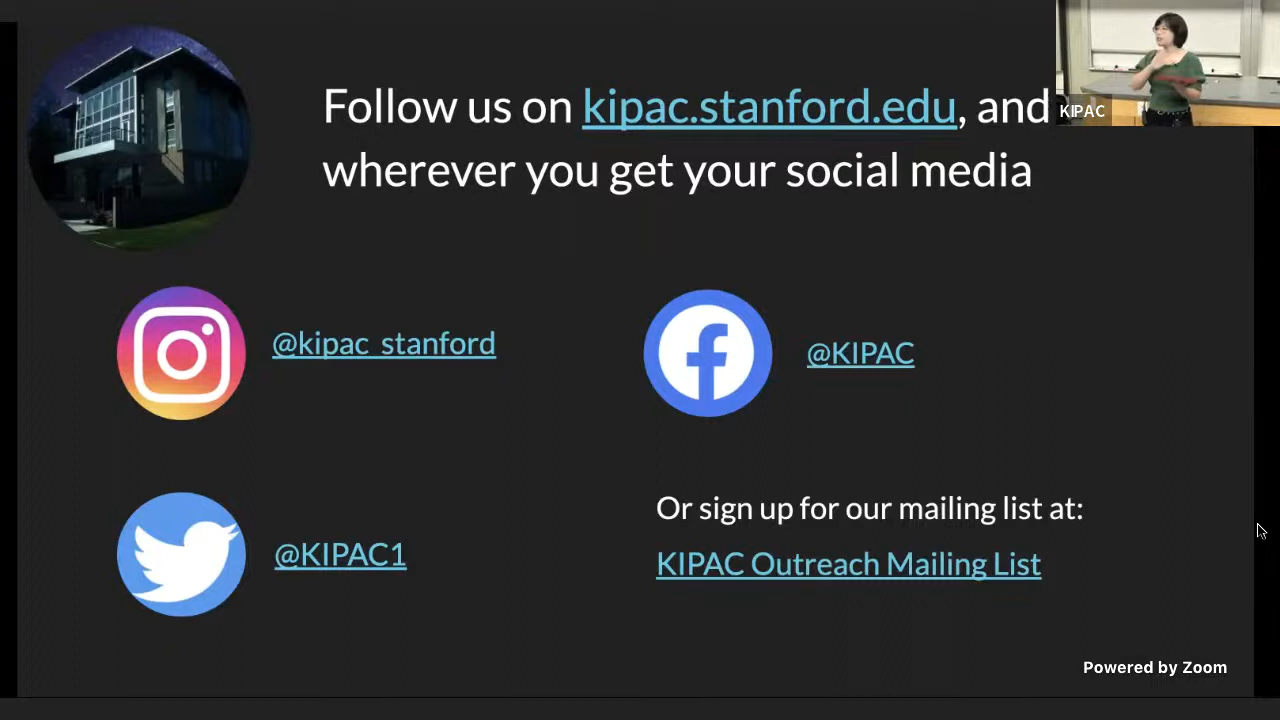 Follow us on kipac.stanford.edu, and
wherever you get your social media
KIPAC
@kipac_stanford
@KIPAC
@KIPAC1
Or sign up for our mailing list at:
KIPAC Outreach Mailing List
Powered by Zoom